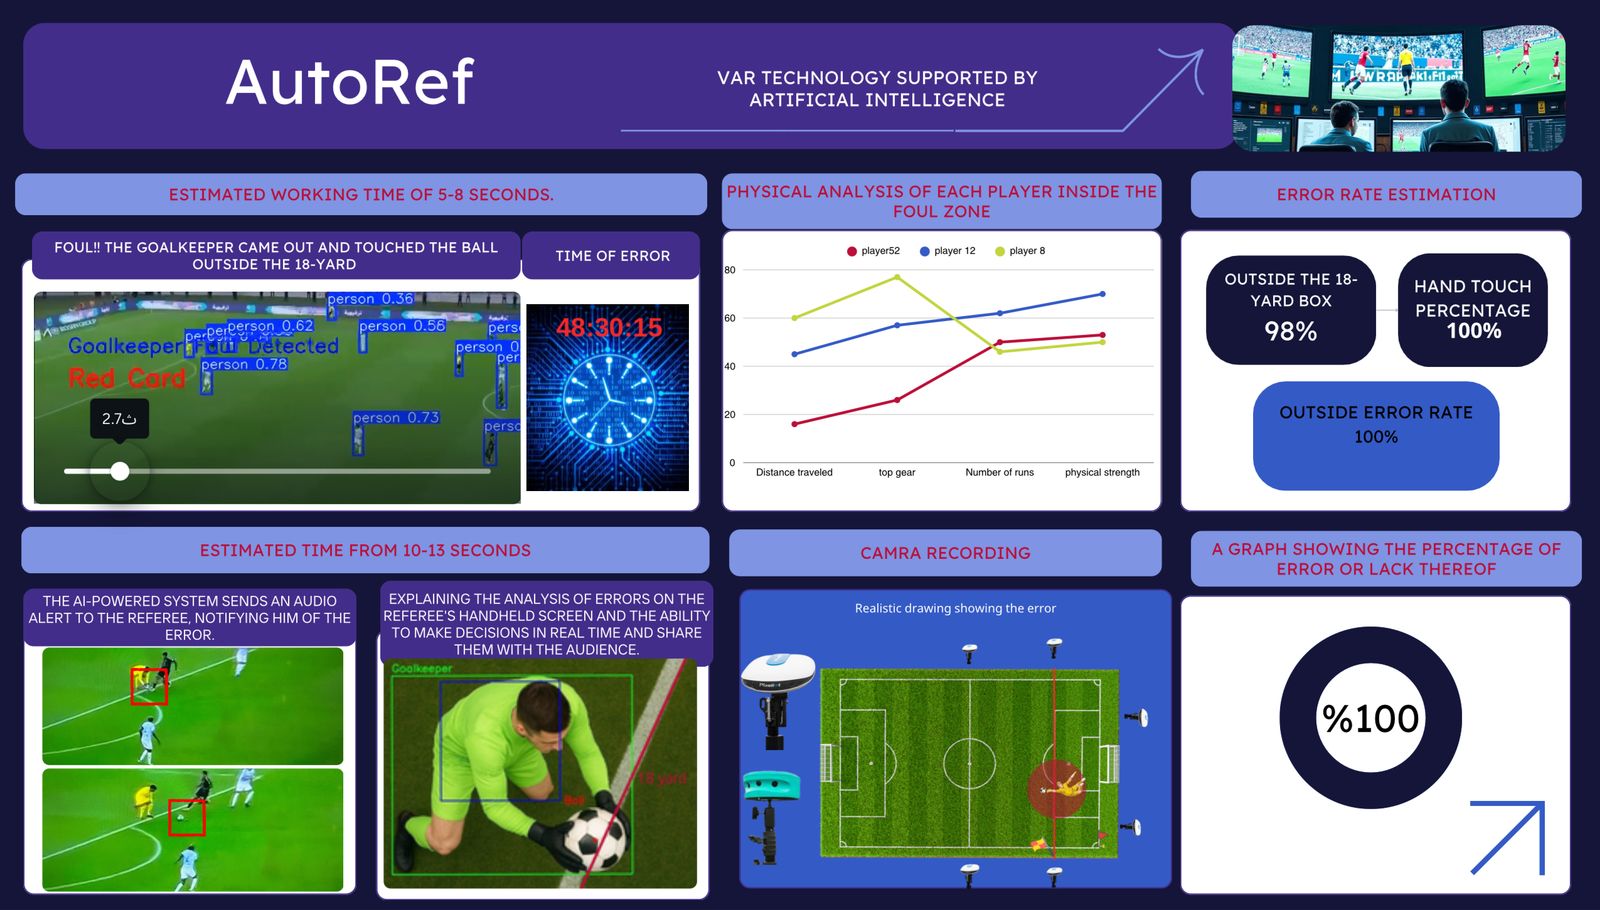 AutoRef
VAR TECHNOLOGY SUPPORTED BY
ARTIFICIAL INTELLIGENCE
ESTIMATED WORKING TIME OF 5-8 SECONDS.
FOUL!! THE GOALKEEPER CAME OUT AND TOUCHED THE BALL
OUTSIDE THE 18-YARD
TIME OF ERROR
person 0.36
person 0.62
person 0.56
Goalkeeper Foul Detected
person 0.78
Red Card
2.7ث
person 0.73
48:30:15
PHYSICAL ANALYSIS OF EACH PLAYER INSIDE THE
FOUL ZONE
player52
player 12
player 8
80
60
40
20
0
Distance traveled
top gear
Number of runs
physical strength
ERROR RATE ESTIMATION
OUTSIDE THE 18-
YARD BOX
98%
HAND TOUCH
PERCENTAGE
100%
OUTSIDE ERROR RATE
100%
ESTIMATED TIME FROM 10-13 SECONDS
THE AI-POWERED SYSTEM SENDS AN AUDIO
ALERT TO THE REFEREE, NOTIFYING HIM OF THE
ERROR.
EXPLAINING THE ANALYSIS OF ERRORS ON THE
REFEREE'S HANDHELD SCREEN AND THE ABILITY
TO MAKE DECISIONS IN REAL TIME AND SHARE
THEM WITH THE AUDIENCE.
Goalkeeper
18 yard
Ball
CAMRA RECORDING
Realistic drawing showing the error
A GRAPH SHOWING THE PERCENTAGE OF
ERROR OR LACK THEREOF
%100